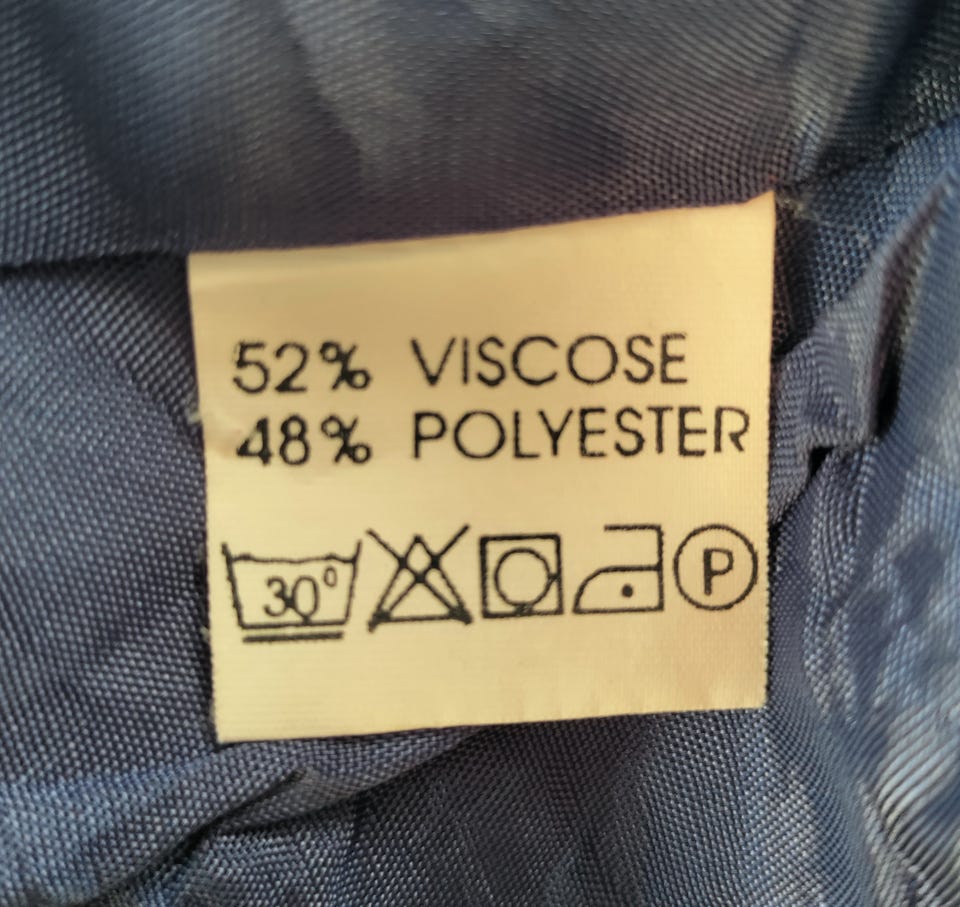 52% VISCOSE
48% POLYESTER
30° P